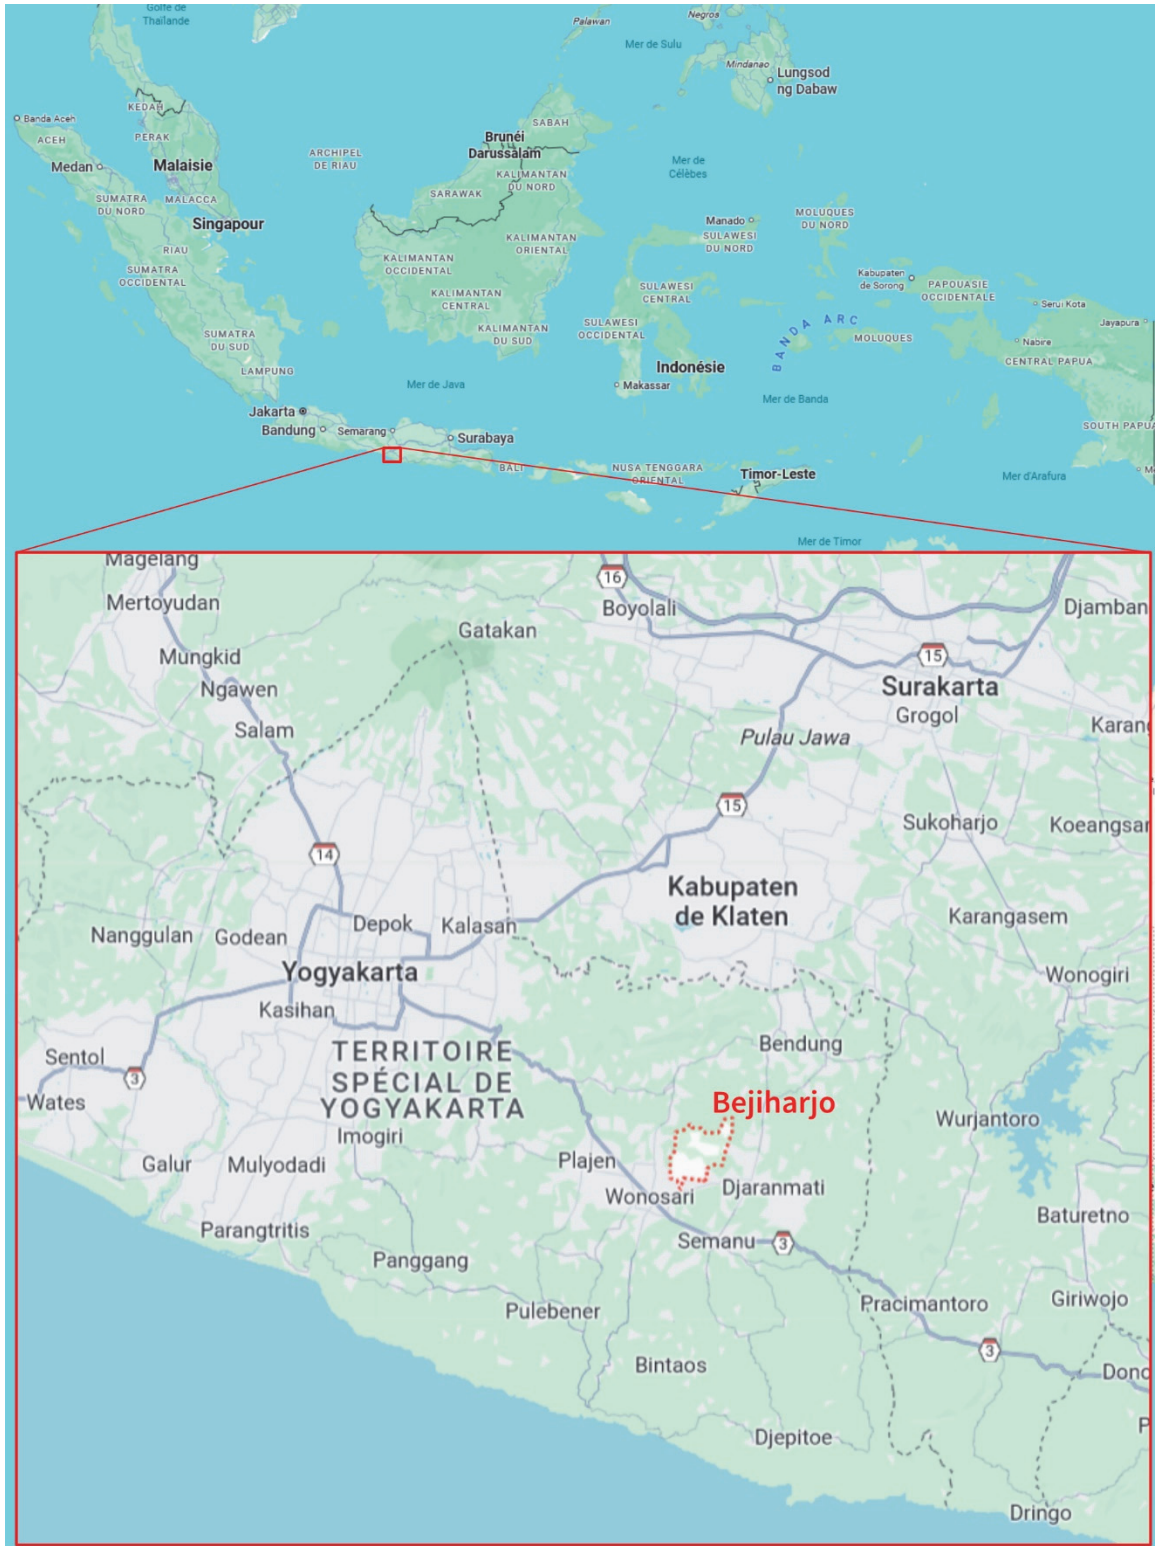 Golfe de
Thaïlande
Palawan
Negros
Mer de Sulu
Mindanao
Lungsod
ng Dabaw
KEDAH
Banda Aceh
ACEH
PERAK
SABAH
Brunéi
Darussalam
Medan
Malaisie
ARCHIPEL
DE RIAU
Mer de
Célèbes
KALIMANTAN
DU NORD
SARAWAK
SUMATRA
DU NORD
MALACCA
Singapour
Manado
MOLUQUES
DU NORD
SULAWESI
DU NORD
RIAU
KALIMANTAN
ORIENTAL
KALIMANTAN
OCCIDENTAL
SUMATRA
OCCIDENTAL
Kabupaten
de Sorong
PAPOUASIE
OCCIDENTALE
SULAWESI
CENTRAL
KALIMANTAN
CENTRAL
Serui Kota
Jayapura
SULAWESI
OCCIDENTAL
BANDA ARC
MOLUQUES
KALIMANTAN
DU SUD
SUMATRA
DU SUD
Nabire
CENTRAL PAPUA
LAMPUNG
Indonésie
Mer de Java
Makassar
Mer de Banda
Jakarta
Bandung
Semarang
Surabaya
SOUTH PAPUA
BALI
NUSA TENGGARA
ORIENTAL
Timor-Leste
Mer d'Arafura
M
Mer de Timor
Magelang
16
Mertoyudan
Boyolali
Djamban
Gatakan
Mungkid
15
Ngawen
Surakarta
Grogol
Salam
Karang
Pulau Jawa
15
Sukoharjo
Koeangsar
14
Kabupaten
de Klaten
Karangasem
Depok
Kalasan
Nanggulan
Godean
Yogyakarta
Wonogiri
Kasihan
Bendung
TERRITOIRE
SPÉCIAL DE
YOGYAKARTA
Sentol
3
Wates
Bejiharjo
Wurjantoro
Imogiri
Galur
Mulyodadi
Plajen
Wonosari
Djaranmati
Baturetno
Parangtritis
Semanu
3
Panggang
Pulebener
Pracimantoro
Giriwojo
3
Bintaos
Dono
P
Djepitoe
Dringo